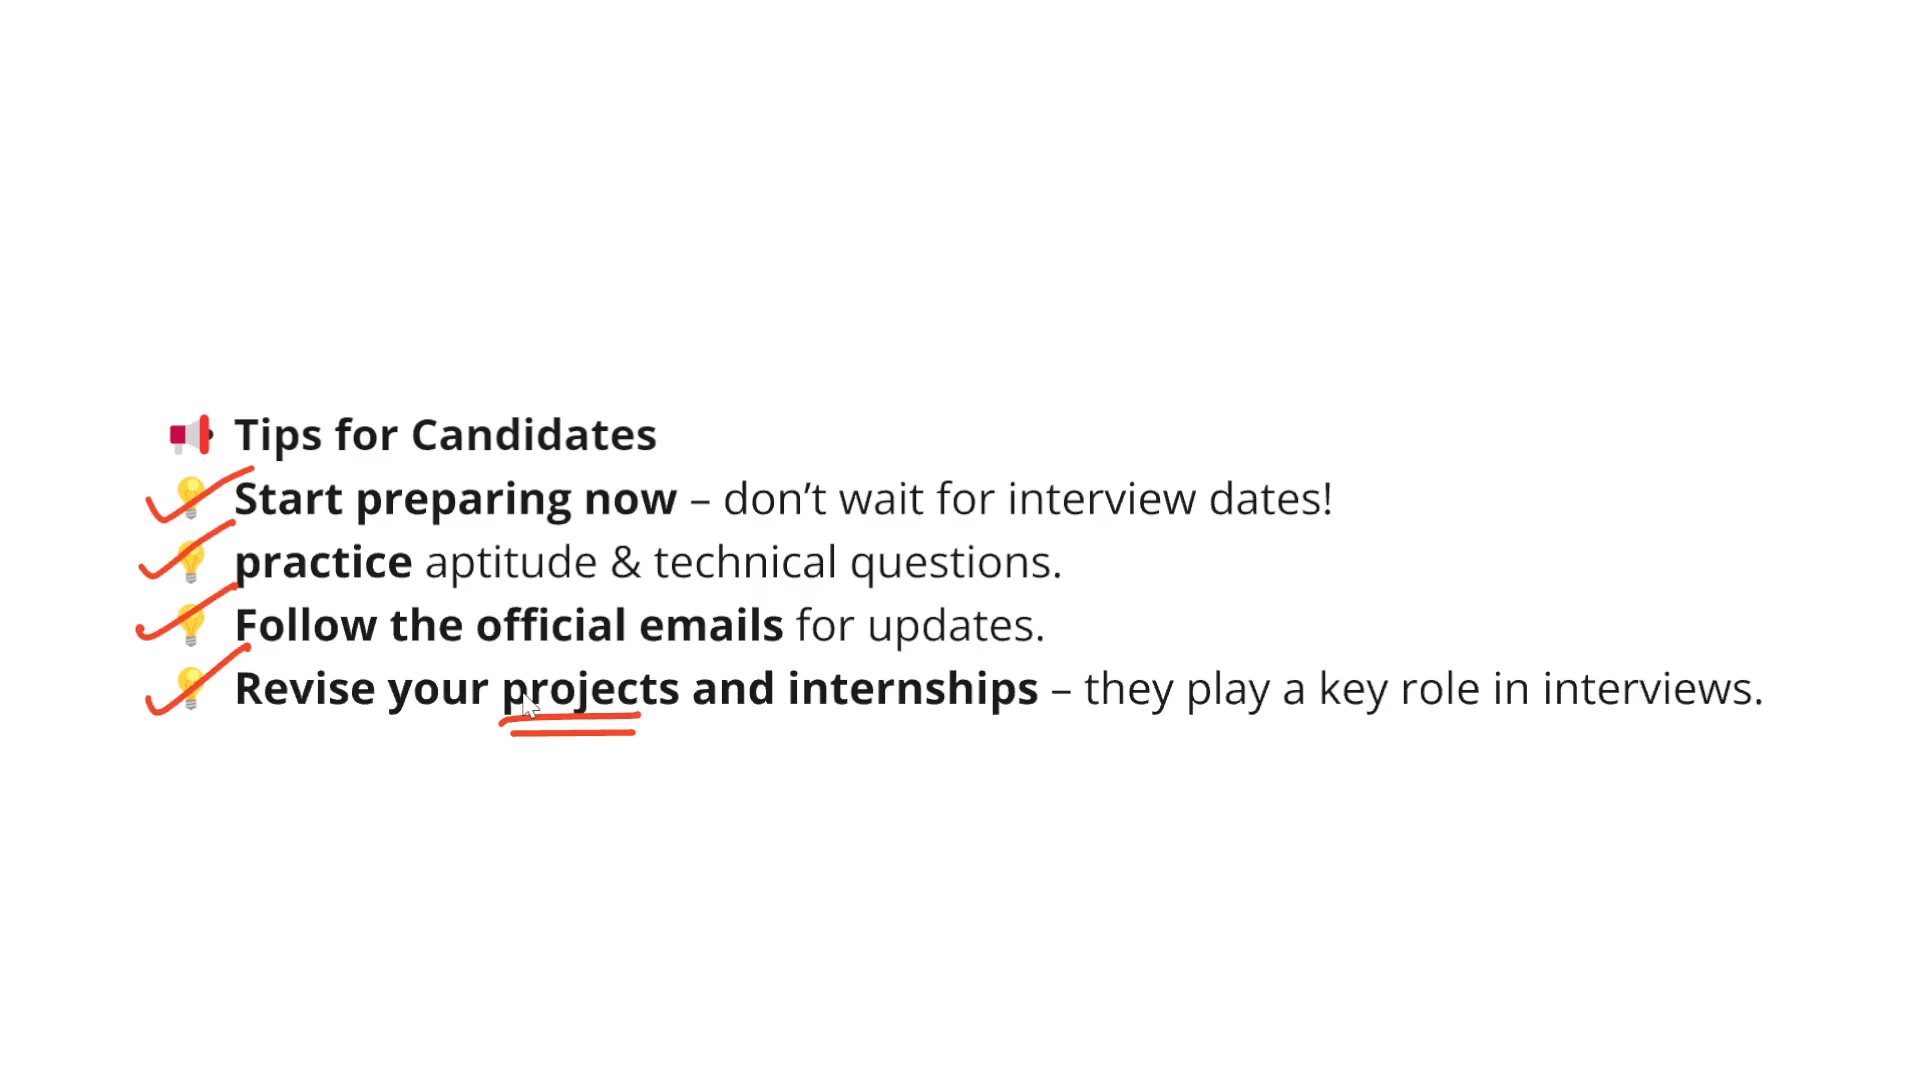 Tips for Candidates
Start preparing now – don’t wait for interview dates!
practice aptitude & technical questions.
Follow the official emails for updates.
Revise your projects and internships – they play a key role in interviews.